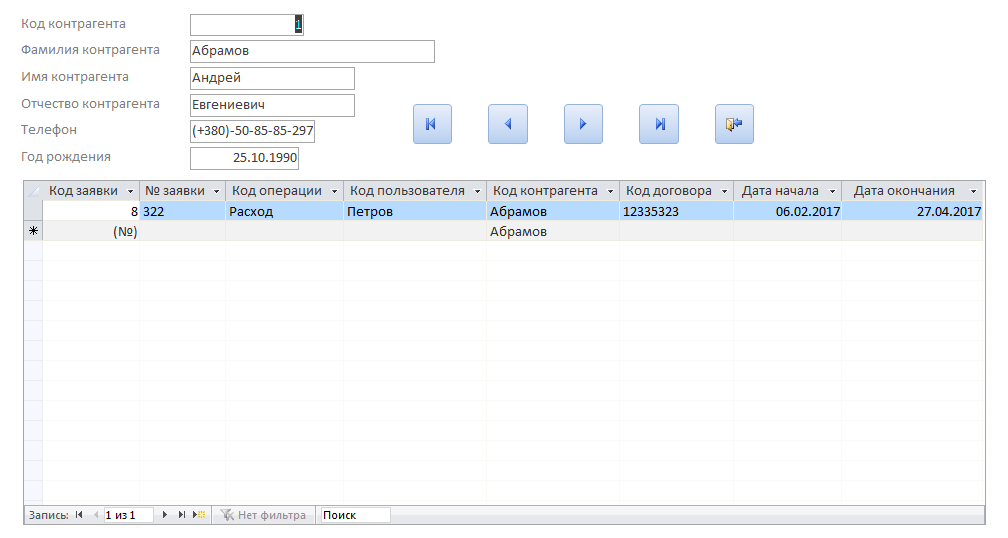 Код контрагента 1
Фамилия контрагента Абрамов
Имя контрагента Андрей
Отчество контрагента Евгениевич
Телефон (+380)-50-85-85-297
Год рождения 25.10.1990
Код заявки № заявки Код операции Код пользователя Код контрагента Код договора Дата начала Дата окончания
8 322 Расход Петров Абрамов 12335323 06.02.2017 27.04.2017
(№) Абрамов
Запись: 1 из 1 Нет фильтра Поиск